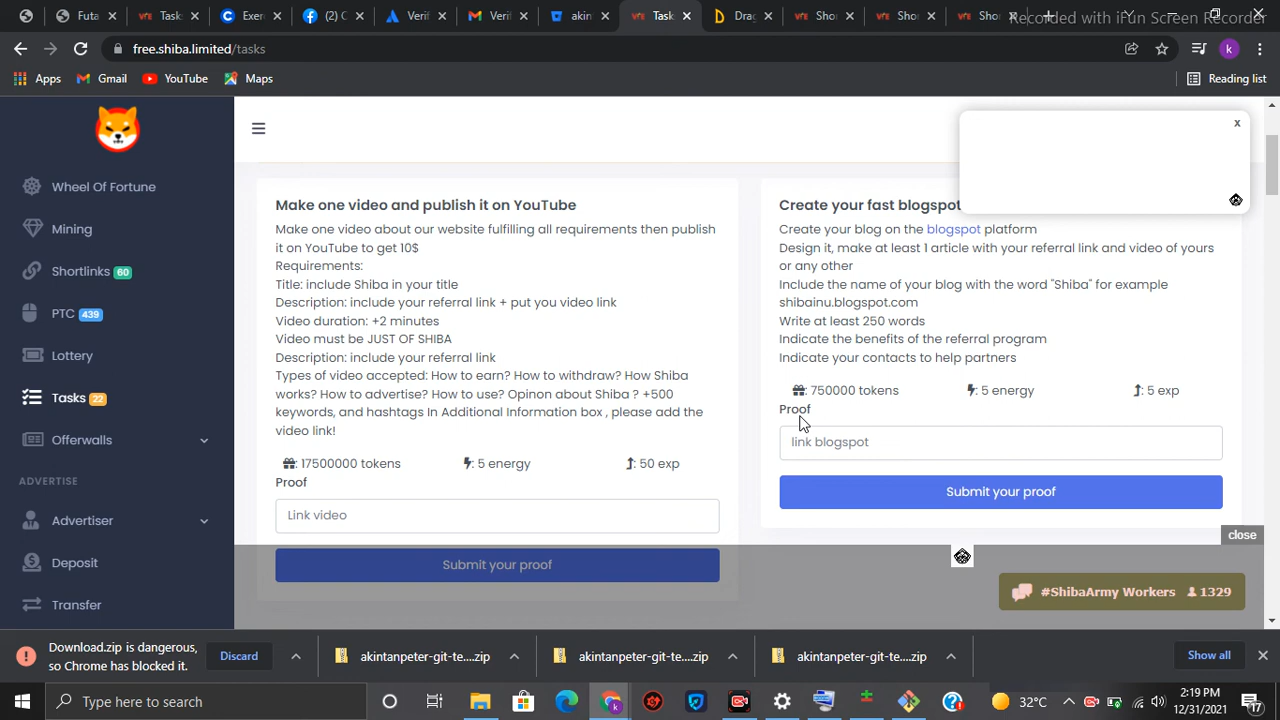 Recorded with iFun Screen Recorder
Futa
Task
Exerc
(2) C
Verif
Verif
akin
Task
Drag
Shor
Shor
Shor
free.shiba.limited/tasks
Apps
Gmail
YouTube
Maps
Reading list
Wheel Of Fortune
Mining
Shortlinks 60
PTC 439
Lottery
Tasks 22
Offerwalls
ADVERTISE
Advertiser
Deposit
Transfer
Make one video and publish it on YouTube
Make one video about our website fulfilling all requirements then publish
it on YouTube to get 10$
Requirements:
Title: include Shiba in your title
Description: include your referral link + put you video link
Video duration: +2 minutes
Video must be JUST OF SHIBA
Description: include your referral link
Types of video accepted: How to earn? How to withdraw? How Shiba
works? How to advertise? How to use? Opinon about Shiba ? +500
keywords, and hashtags In Additional Information box , please add the
video link!
17500000 tokens
: 5 energy
: 50 exp
Proof
Link video
Submit your proof
Create your fast blogspot
Create your blog on the blogspot platform
Design it, make at least 1 article with your referral link and video of yours
or any other
Include the name of your blog with the word "Shiba" for example
shibainu.blogspot.com
Write at least 250 words
Indicate the benefits of the referral program
Indicate your contacts to help partners
: 750000 tokens
: 5 energy
: 5 exp
Proof
link blogspot
Submit your proof
x
close
#ShibaArmy Workers 1329
Download.zip is dangerous,
so Chrome has blocked it.
Discard
akintanpeter-git-te....zip
akintanpeter-git-te....zip
akintanpeter-git-te....zip
Show all
Type here to search
32°C
2:19 PM
12/31/2021
17